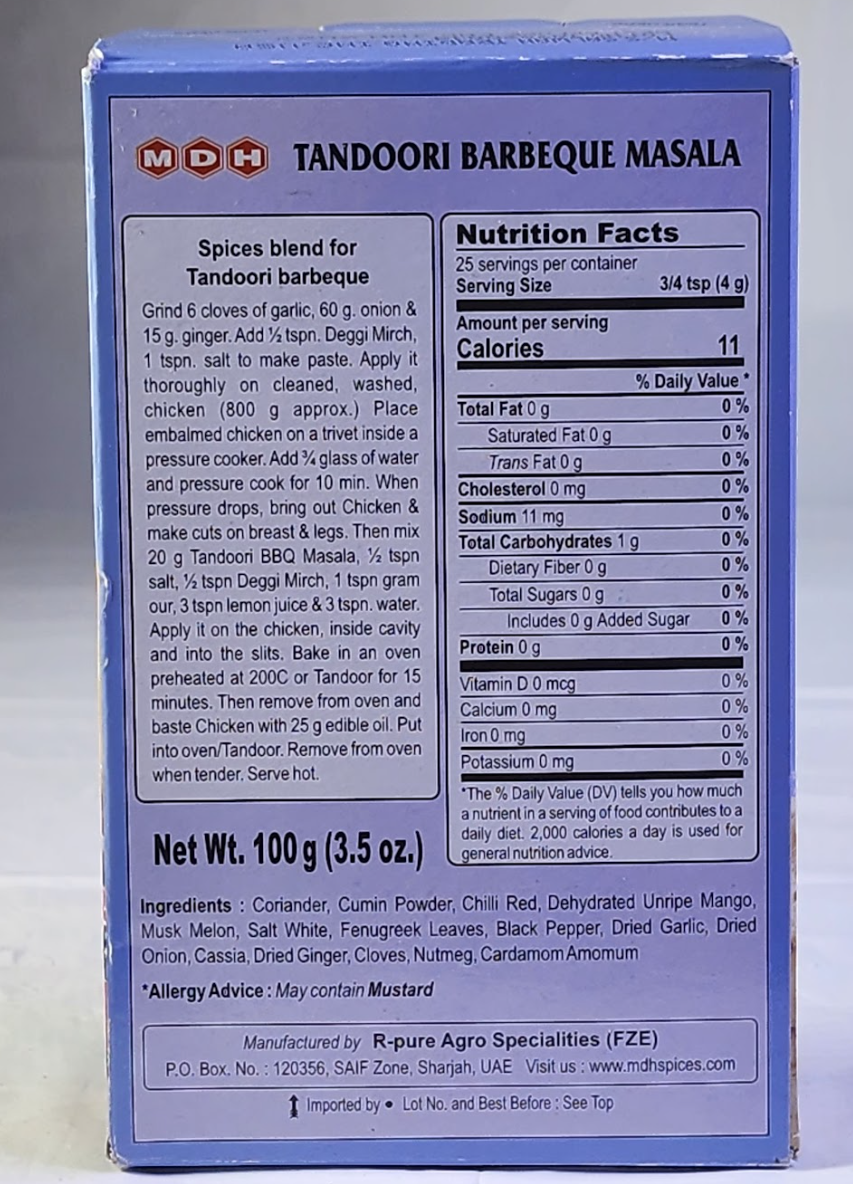 MDH TANDOORI BARBEQUE MASALA
Spices blend for
Tandoori barbeque
Grind 6 cloves of garlic, 60 g. onion &
15 g. ginger. Add ½ tspn. Deggi Mirch,
1 tspn. salt to make paste. Apply it
thoroughly on cleaned, washed,
chicken (800 g approx.) Place
embalmed chicken on a trivet inside a
pressure cooker. Add ¾ glass of water
and pressure cook for 10 min. When
pressure drops, bring out Chicken &
make cuts on breast & legs. Then mix
20 g Tandoori BBQ Masala, ½ tspn
salt, ½ tspn Deggi Mirch, 1 tspn gram
our, 3 tspn lemon juice & 3 tspn. water.
Apply it on the chicken, inside cavity
and into the slits. Bake in an oven
preheated at 200C or Tandoor for 15
minutes. Then remove from oven and
baste Chicken with 25 g edible oil. Put
into oven/Tandoor. Remove from oven
when tender. Serve hot.
Net Wt. 100 g (3.5 oz.)
Nutrition Facts
25 servings per container
Serving Size 3/4 tsp (4 g)
Amount per serving
Calories 11
% Daily Value *
Total Fat 0 g 0 %
Saturated Fat 0 g 0 %
Trans Fat 0 g 0 %
Cholesterol 0 mg 0 %
Sodium 11 mg 0 %
Total Carbohydrates 1 g 0 %
Dietary Fiber 0 g 0 %
Total Sugars 0 g 0 %
Includes 0 g Added Sugar 0 %
Protein 0 g 0 %
Vitamin D 0 mcg 0 %
Calcium 0 mg 0 %
Iron 0 mg 0 %
Potassium 0 mg 0 %
*The % Daily Value (DV) tells you how much
a nutrient in a serving of food contributes to a
daily diet. 2,000 calories a day is used for
general nutrition advice.
Ingredients : Coriander, Cumin Powder, Chilli Red, Dehydrated Unripe Mango,
Musk Melon, Salt White, Fenugreek Leaves, Black Pepper, Dried Garlic, Dried
Onion, Cassia, Dried Ginger, Cloves, Nutmeg, Cardamom Amomum
*Allergy Advice : May contain Mustard
Manufactured by R-pure Agro Specialities (FZE)
P.O. Box. No. : 120356, SAIF Zone, Sharjah, UAE Visit us : www.mdhspices.com
Imported by • Lot No. and Best Before : See Top